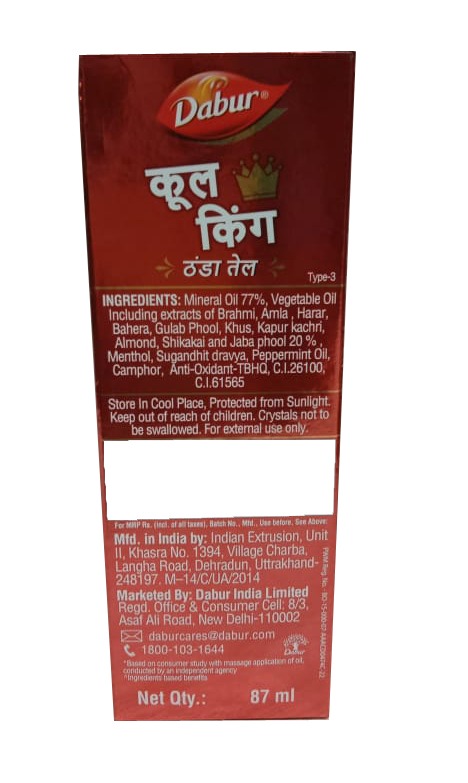 Dabur®
कूल
किंग
ठंडा तेल
Type-3
INGREDIENTS: Mineral Oil 77%, Vegetable Oil
Including extracts of Brahmi, Amla , Harar,
Bahera, Gulab Phool, Khus, Kapur kachri,
Almond, Shikakai and Jaba phool 20 % ,
Menthol, Sugandhit dravya, Peppermint Oil,
Camphor, Anti-Oxidant-TBHQ, C.I.26100,
C.I.61565
Store In Cool Place, Protected from Sunlight.
Keep out of reach of children. Crystals not to
be swallowed. For external use only.
For MRP Rs. (incl. of all taxes), Batch No., Mfd., Use before, See Above:
Mfd. in India by: Indian Extrusion, Unit
II, Khasra No. 1394, Village Charba,
Langha Road, Dehradun, Uttrakhand-
248197. M-14/C/UA/2014
Marketed By: Dabur India Limited
Regd. Office & Consumer Cell: 8/3,
Asaf Ali Road, New Delhi-110002
daburcares@dabur.com
1800-103-1644
Dabur
*Based on consumer study with massage application of oil,
conducted by an independent agency
^Ingredients based benefits
Net Qty.: 87 ml
PWM Reg. No.